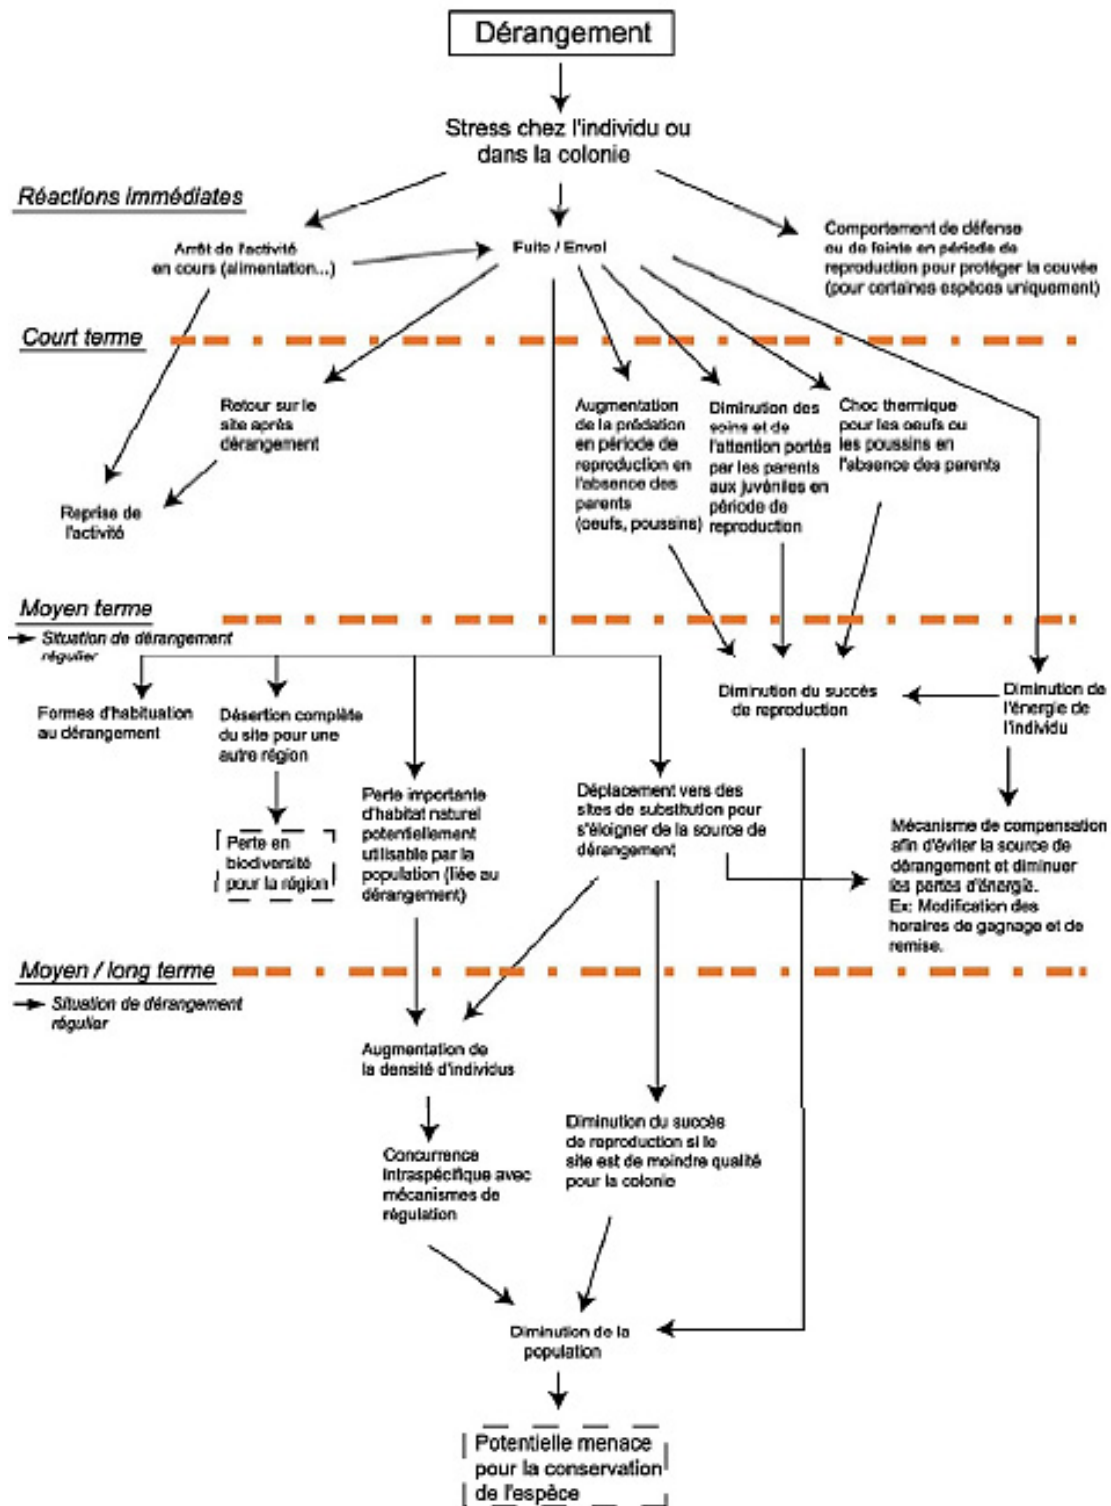 Dérangement
Stress chez l'individu ou
dans la colonie
Réactions immédiates
Arrêt de l'activité
en cours (alimentation...)
Fuite / Envol
Comportement de défense
ou de feinte en période de
reproduction pour protéger la couvée
(pour certaines espèces uniquement)
Court terme
Retour sur le
site après
dérangement
Reprise de
l'activité
Augmentation
de la prédation
en période de
reproduction en
l'absence des
parents
(oeufs, poussins)
Diminution des
soins et de
l'attention portés
par les parents
aux juvéniles en
période de
reproduction
Choc thermique
pour les oeufs ou
les poussins en
l'absence des parents
Moyen terme
Situation de dérangement
régulier
Formes d'habituation
au dérangement
Désertion complète
du site pour une
autre région
Perte en
biodiversité
pour la région
Perte importante
d'habitat naturel
potentiellement
utilisable par la
population (liée au
dérangement)
Déplacement vers des
sites de substitution pour
s'éloigner de la source de
dérangement
Diminution du succès
de reproduction
Diminution de
l'énergie de
l'individu
Mécanisme de compensation
afin d'éviter la source de
dérangement et diminuer
les pertes d'énergie.
Ex: Modification des
horaires de gagnage et de
remise.
Moyen / long terme
Situation de dérangement
régulier
Augmentation de
la densité d'individus
Concurrence
intraspécifique avec
mécanismes de
régulation
Diminution du succès
de reproduction si le
site est de moindre qualité
pour la colonie
Diminution de la
population
Potentielle menace
pour la conservation
de l'espèce